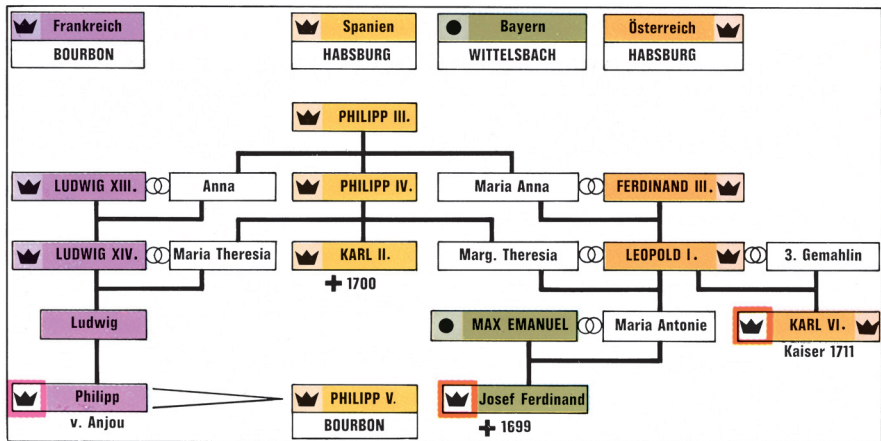 Frankreich
BOURBON
Spanien
HABSBURG
Bayern
WITTELSBACH
Österreich
HABSBURG
PHILIPP III.
LUDWIG XIII.
Anna
PHILIPP IV.
Maria Anna
FERDINAND III.
LUDWIG XIV.
Maria Theresia
KARL II.
Marg. Theresia
LEOPOLD I.
3. Gemahlin
1700
Ludwig
MAX EMANUEL
Maria Antonie
KARL VI.
Kaiser 1711
Philipp
v. Anjou
PHILIPP V.
BOURBON
Josef Ferdinand
1699